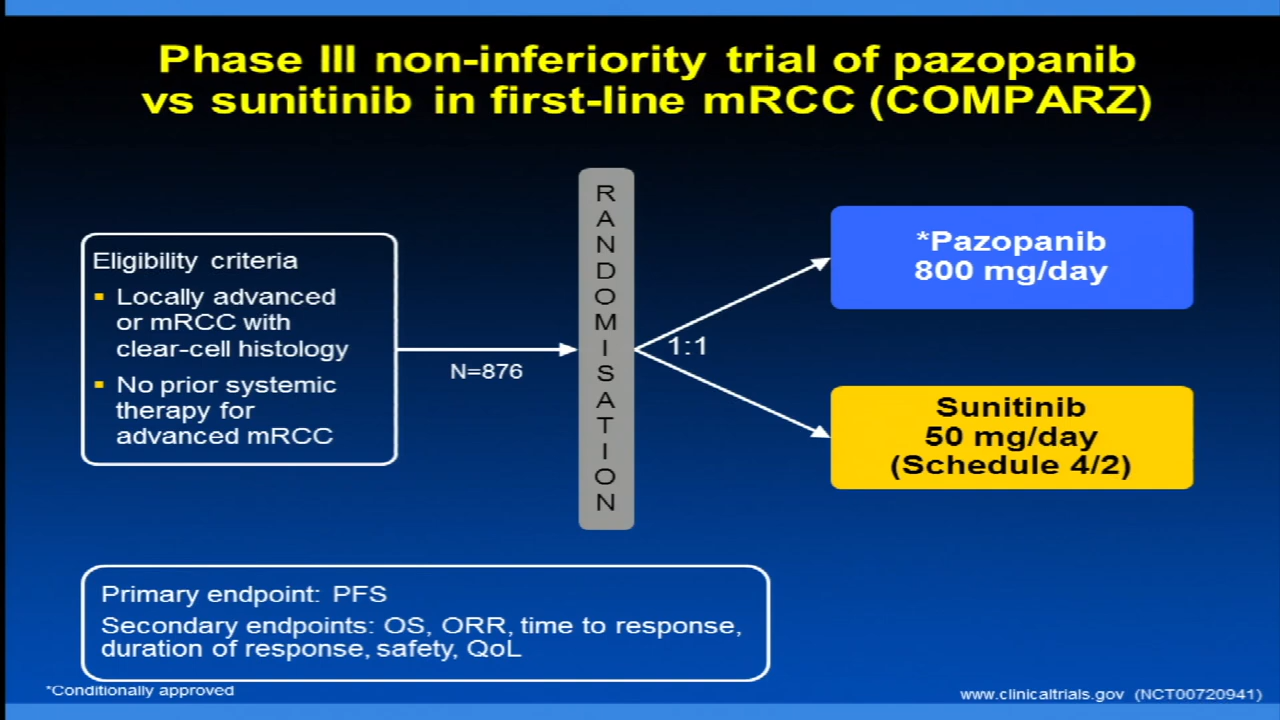 Phase III non-inferiority trial of pazopanib
vs sunitinib in first-line mRCC (COMPARZ)
Eligibility criteria
Locally advanced
or mRCC with
clear-cell histology
No prior systemic
therapy for
advanced mRCC
N=876
RANDOMISATION
1:1
*Pazopanib
800 mg/day
Sunitinib
50 mg/day
(Schedule 4/2)
Primary endpoint: PFS
Secondary endpoints: OS, ORR, time to response,
duration of response, safety, QoL
*Conditionally approved
www.clinicaltrials.gov (NCT00720941)